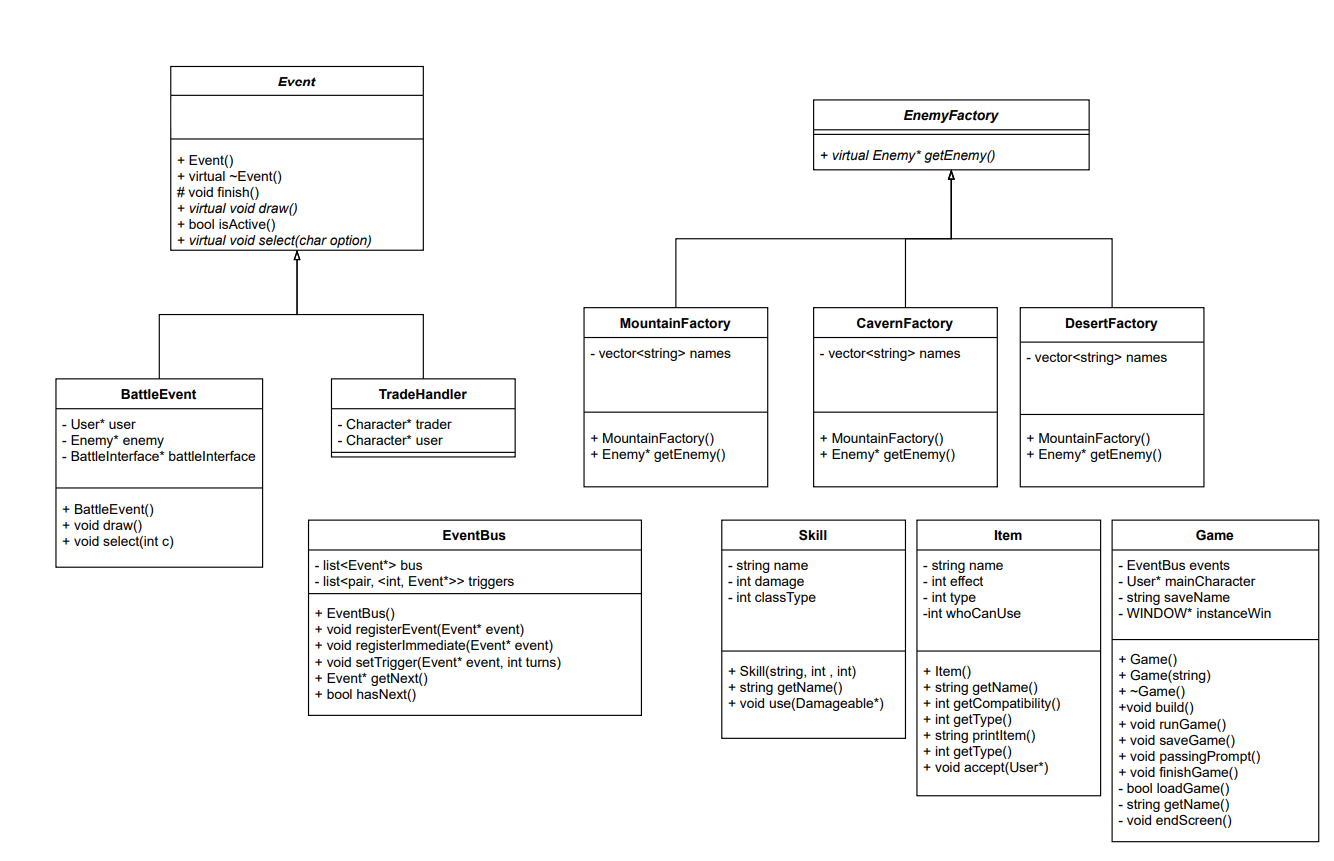 Event
+ Event()
+ virtual ~Event()
# void finish()
+ virtual void draw()
+ bool isActive()
+ virtual void select(char option)
EnemyFactory
+ virtual Enemy* getEnemy()
MountainFactory
- vector<string> names
+ MountainFactory()
+ Enemy* getEnemy()
CavernFactory
- vector<string> names
+ MountainFactory()
+ Enemy* getEnemy()
DesertFactory
- vector<string> names
+ MountainFactory()
+ Enemy* getEnemy()
BattleEvent
- User* user
- Enemy* enemy
- BattleInterface* battleInterface
+ BattleEvent()
+ void draw()
+ void select(int c)
TradeHandler
- Character* trader
- Character* user
EventBus
- list<Event*> bus
- list<pair, <int, Event*>> triggers
+ EventBus()
+ void registerEvent(Event* event)
+ void registerImmediate(Event* event)
+ void setTrigger(Event* event, int turns)
+ Event* getNext()
+ bool hasNext()
Skill
- string name
- int damage
- int classType
+ Skill(string, int , int)
+ string getName()
+ void use(Damageable*)
Item
- string name
- int effect
- int type
-int whoCanUse
+ Item()
+ string getName()
+ int getCompatibility()
+ int getType()
+ string printItem()
+ int getType()
+ void accept(User*)
Game
- EventBus events
- User* mainCharacter
- string saveName
- WINDOW* instanceWin
+ Game()
+ Game(string)
+ ~Game()
+void build()
+ void runGame()
+ void saveGame()
+ void passingPrompt()
+ void finishGame()
- bool loadGame()
- string getName()
- void endScreen()